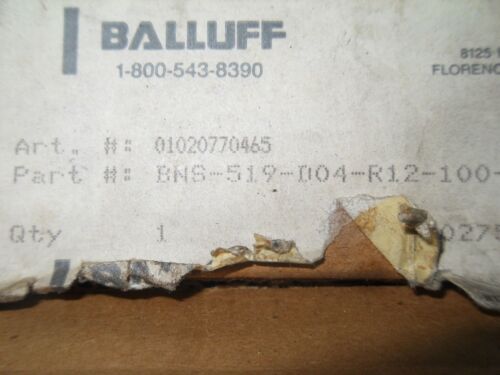 BALLUFF
1-800-543-8390
8125
FLORENC
Art. #: 01020770465
Part #: BNS-519-D04-R12-100-
Qty 1 0275